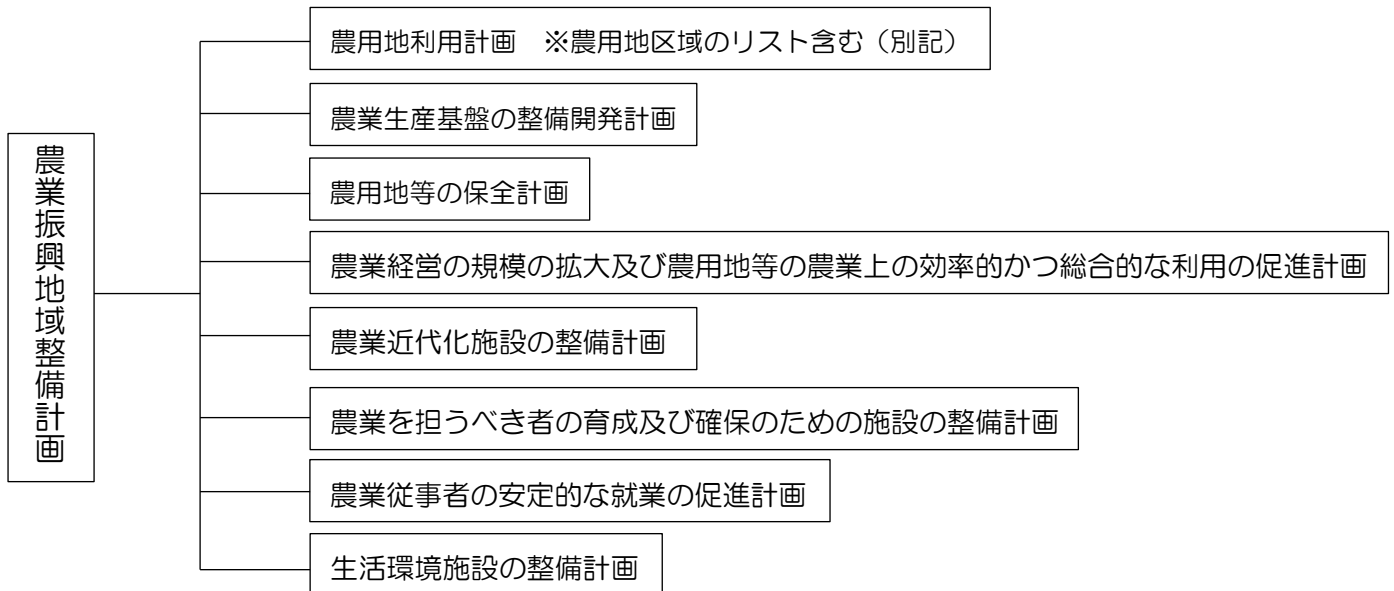 農業振興地域整備計画
農用地利用計画　※農用地区域のリスト含む（別記）
農業生産基盤の整備開発計画
農用地等の保全計画
農業経営の規模の拡大及び農用地等の農業上の効率的かつ総合的な利用の促進計画
農業近代化施設の整備計画
農業を担うべき者の育成及び確保のための施設の整備計画
農業従事者の安定的な就業の促進計画
生活環境施設の整備計画